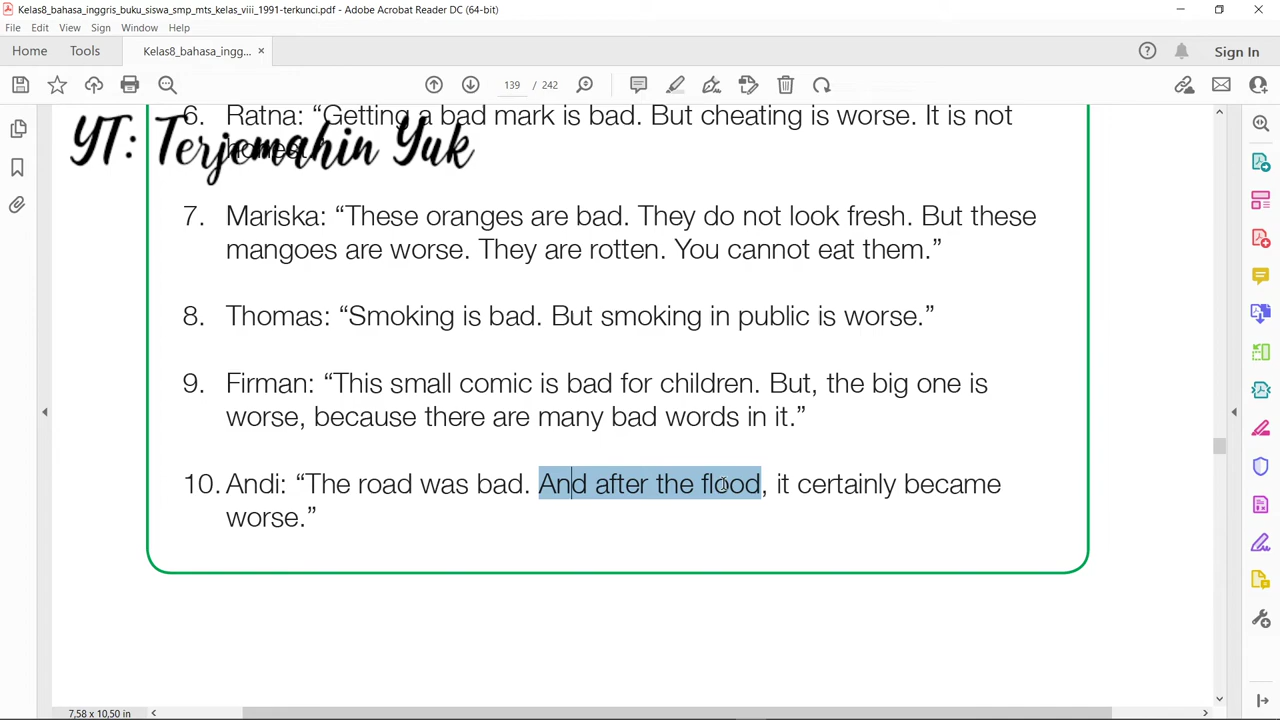 Kelas8_bahasa_inggris_buku_siswa_smp_mts_kelas_viii_1991-terkunci.pdf - Adobe Acrobat Reader DC (64-bit)
File Edit View Sign Window Help
Home Tools Kelas8_bahasa_ingg... × Sign In
139 / 242
6. Ratna: “Getting a bad mark is bad. But cheating is worse. It is not
YT: Terjemahin Yuk
7. Mariska: “These oranges are bad. They do not look fresh. But these
mangoes are worse. They are rotten. You cannot eat them.”
8. Thomas: “Smoking is bad. But smoking in public is worse.”
9. Firman: “This small comic is bad for children. But, the big one is
worse, because there are many bad words in it.”
10. Andi: “The road was bad. And after the flood, it certainly became
worse.”
7,58 x 10,50 in